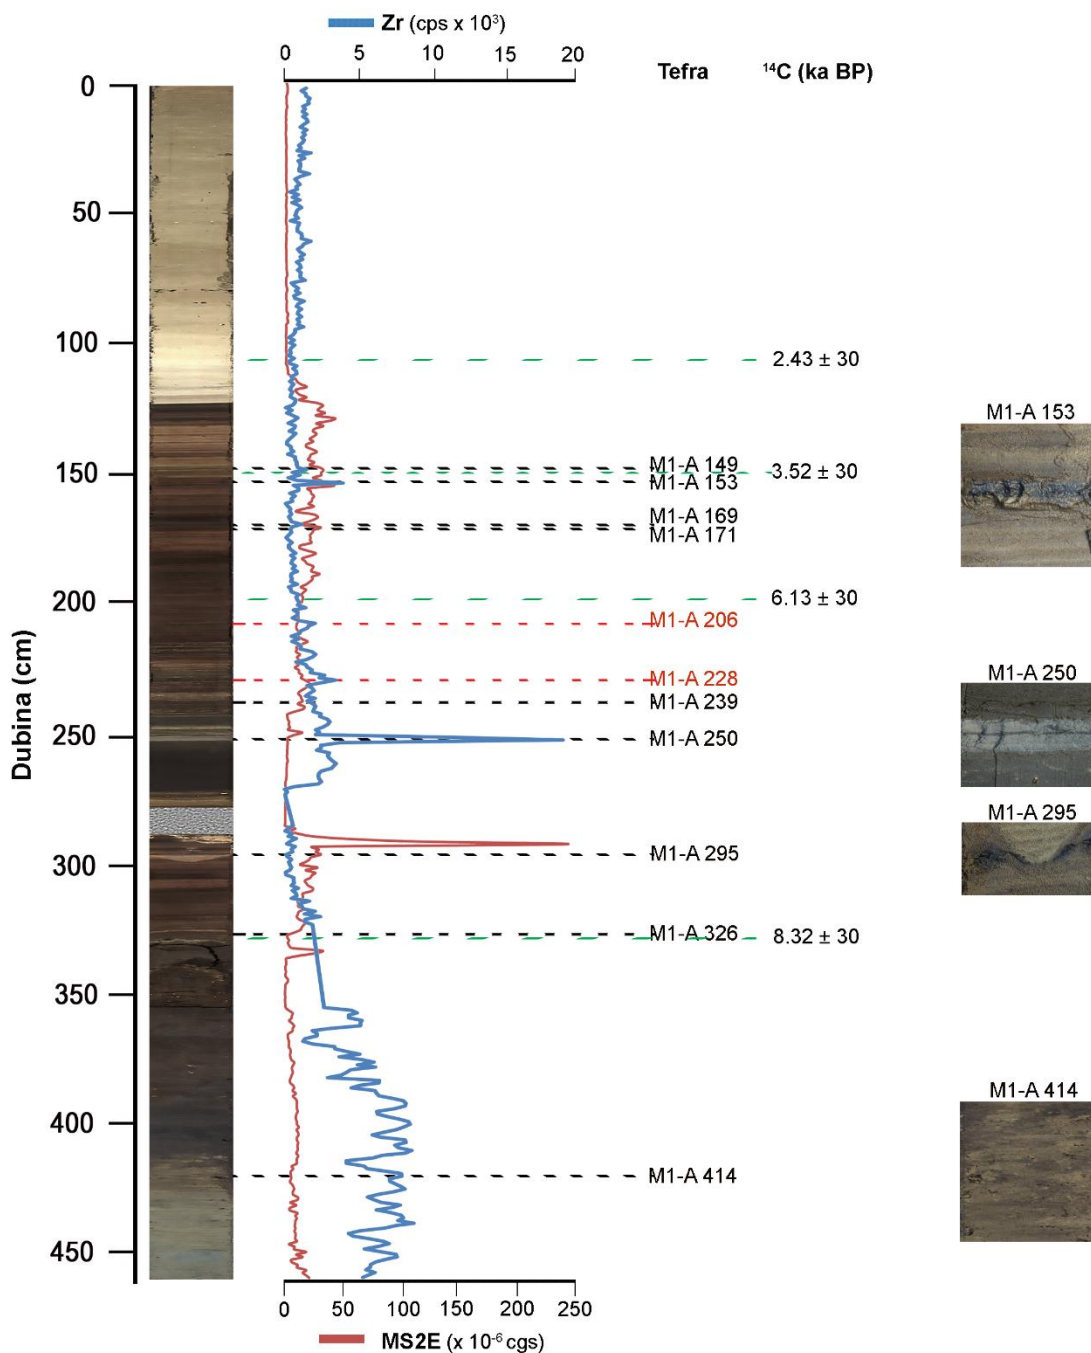 Zr (cps x 10³)
0 5 10 15 20
Tefra ¹⁴C (ka BP)
0
50
100
2.43 ± 30
M1-A 153
M1-A 149
150
3.52 ± 30
M1-A 153
M1-A 169
M1-A 171
200
6.13 ± 30
M1-A 206
M1-A 228
M1-A 250
M1-A 239
Dubina (cm)
250
M1-A 250
M1-A 295
M1-A 295
300
M1-A 326
8.32 ± 30
350
M1-A 414
400
M1-A 414
450
0 50 100 150 200 250
MS2E (x 10⁻⁶ cgs)